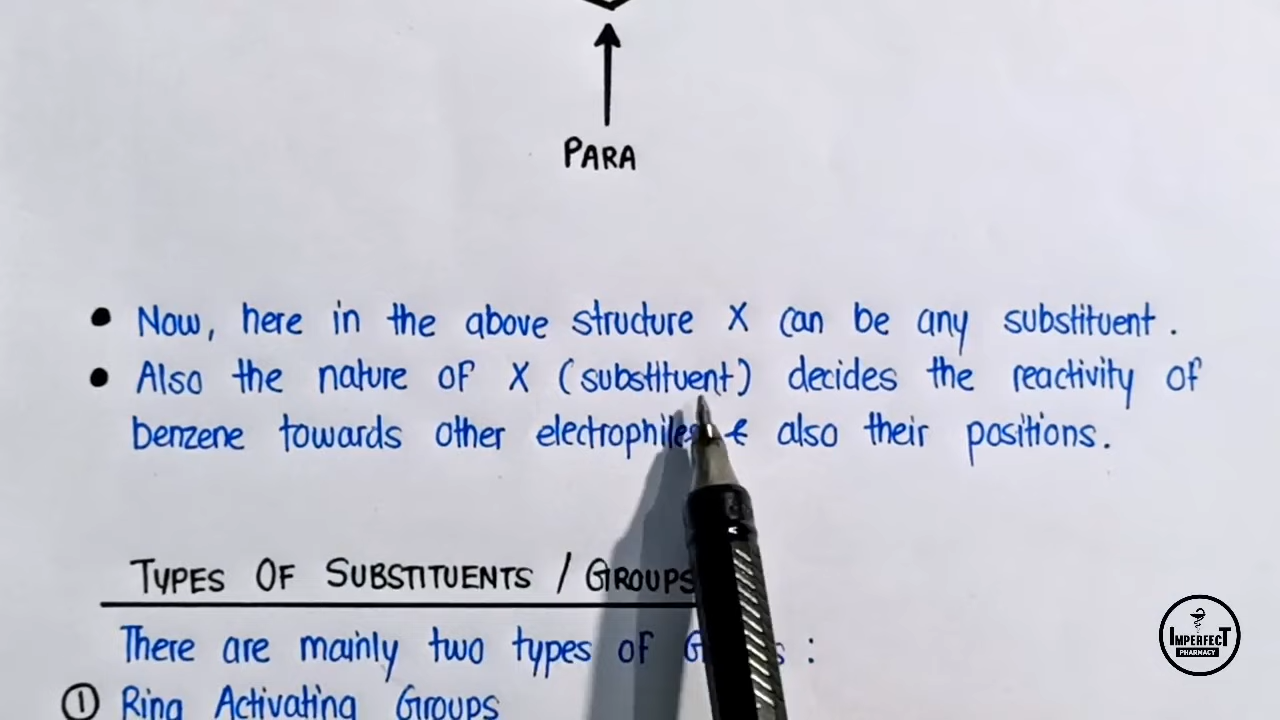 PARA
• Now, here in the above structure X can be any substituent.
• Also the nature of X (substituent) decides the reactivity of
benzene towards other electrophiles & also their positions.
TYPES OF SUBSTITUENTS / GROUPS
There are mainly two types of :
① Ring Activating Groups
IMPERFECT
PHARMACY